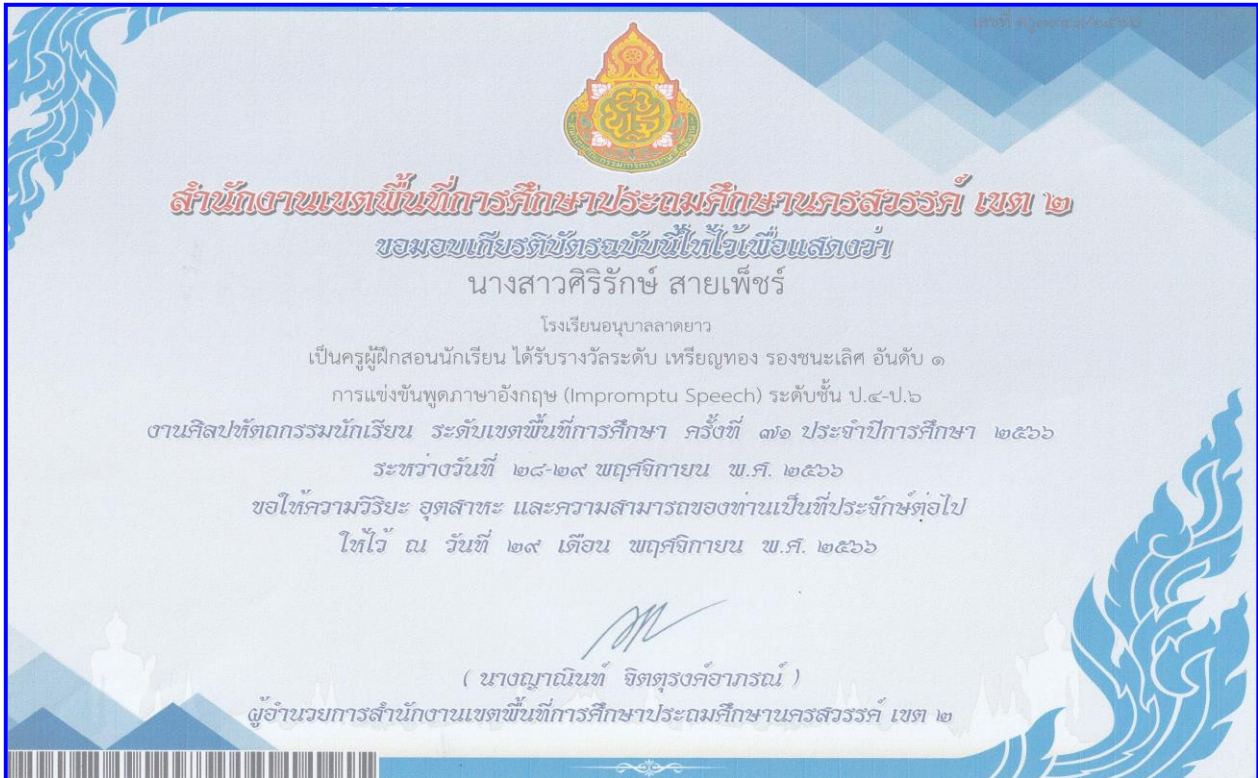 เลขที่
สำนักงานเขตพื้นที่การศึกษาประถมศึกษานครสวรรค์ เขต ๒
ขอมอบเกียรติบัตรฉบับนี้ให้ไว้เพื่อแสดงว่า
นางสาวศิริรักษ์ สายเพ็ชร์
โรงเรียนอนุบาลลาดยาว
เป็นครูผู้ฝึกสอนนักเรียน ได้รับรางวัลระดับ เหรียญทอง รองชนะเลิศ อันดับ ๑
การแข่งขันพูดภาษาอังกฤษ (Impromptu Speech) ระดับชั้น ป.๔-ป.๖
งานศิลปหัตถกรรมนักเรียน ระดับเขตพื้นที่การศึกษา ครั้งที่ ๗๑ ประจำปีการศึกษา ๒๕๖๖
ระหว่างวันที่ ๒๘-๒๙ พฤศจิกายน พ.ศ. ๒๕๖๖
ขอให้ความวิริยะ อุตสาหะ และความสามารถของท่านเป็นที่ประจักษ์ต่อไป
ให้ไว้ ณ วันที่ ๒๙ เดือน พฤศจิกายน พ.ศ. ๒๕๖๖
( นางญาณินท์ จิตตุรงค์อาภรณ์ )
ผู้อำนวยการสำนักงานเขตพื้นที่การศึกษาประถมศึกษานครสวรรค์ เขต ๒